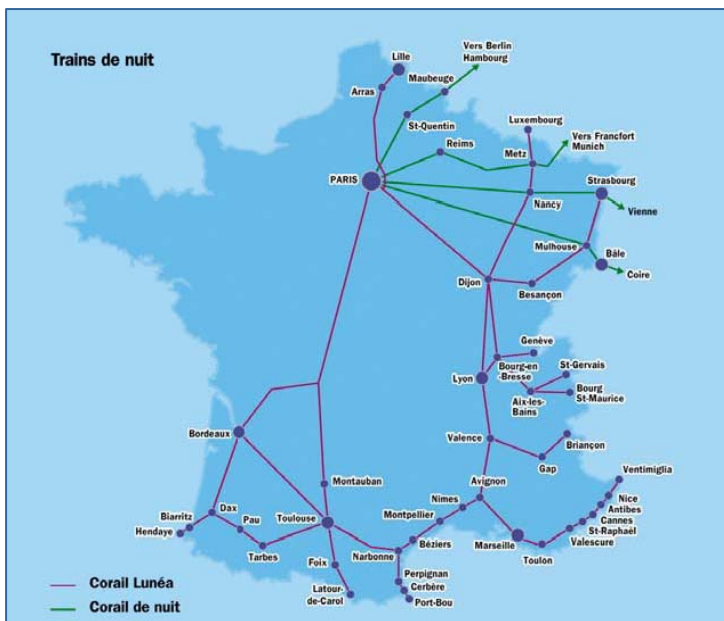 Trains de nuit
Vers Berlin
Hambourg
Lille
Maubeuge
Arras
St-Quentin
Luxembourg
Vers Francfort
Munich
Reims
Metz
PARIS
Strasbourg
Nancy
Vienne
Mulhouse
Bâle
Dijon
Coire
Besançon
Genève
Bourg-en
-Bresse
St-Gervais
Lyon
Bourg
St-Maurice
Aix-les-
Bains
Bordeaux
Valence
Briançon
Gap
Ventimiglia
Montauban
Avignon
Nice
Antibes
Cannes
St-Raphaël
Valescure
Nîmes
Montpellier
Biarritz
Dax
Pau
Toulouse
Hendaye
Béziers
Marseille
Toulon
Tarbes
Narbonne
Foix
Perpignan
Cerbère
Port-Bou
Latour-
de-Carol
Corail Lunéa
Corail de nuit